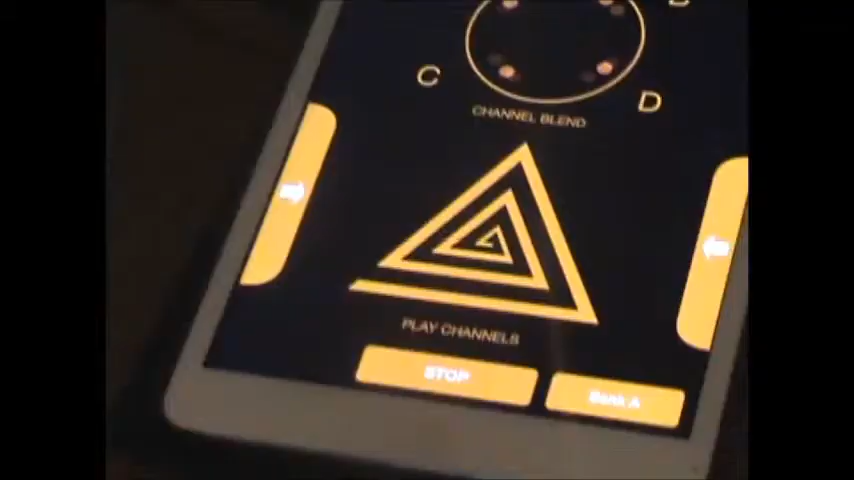 C
D
CHANNEL BLEND
PLAY CHANNELS
STOP
Bank A